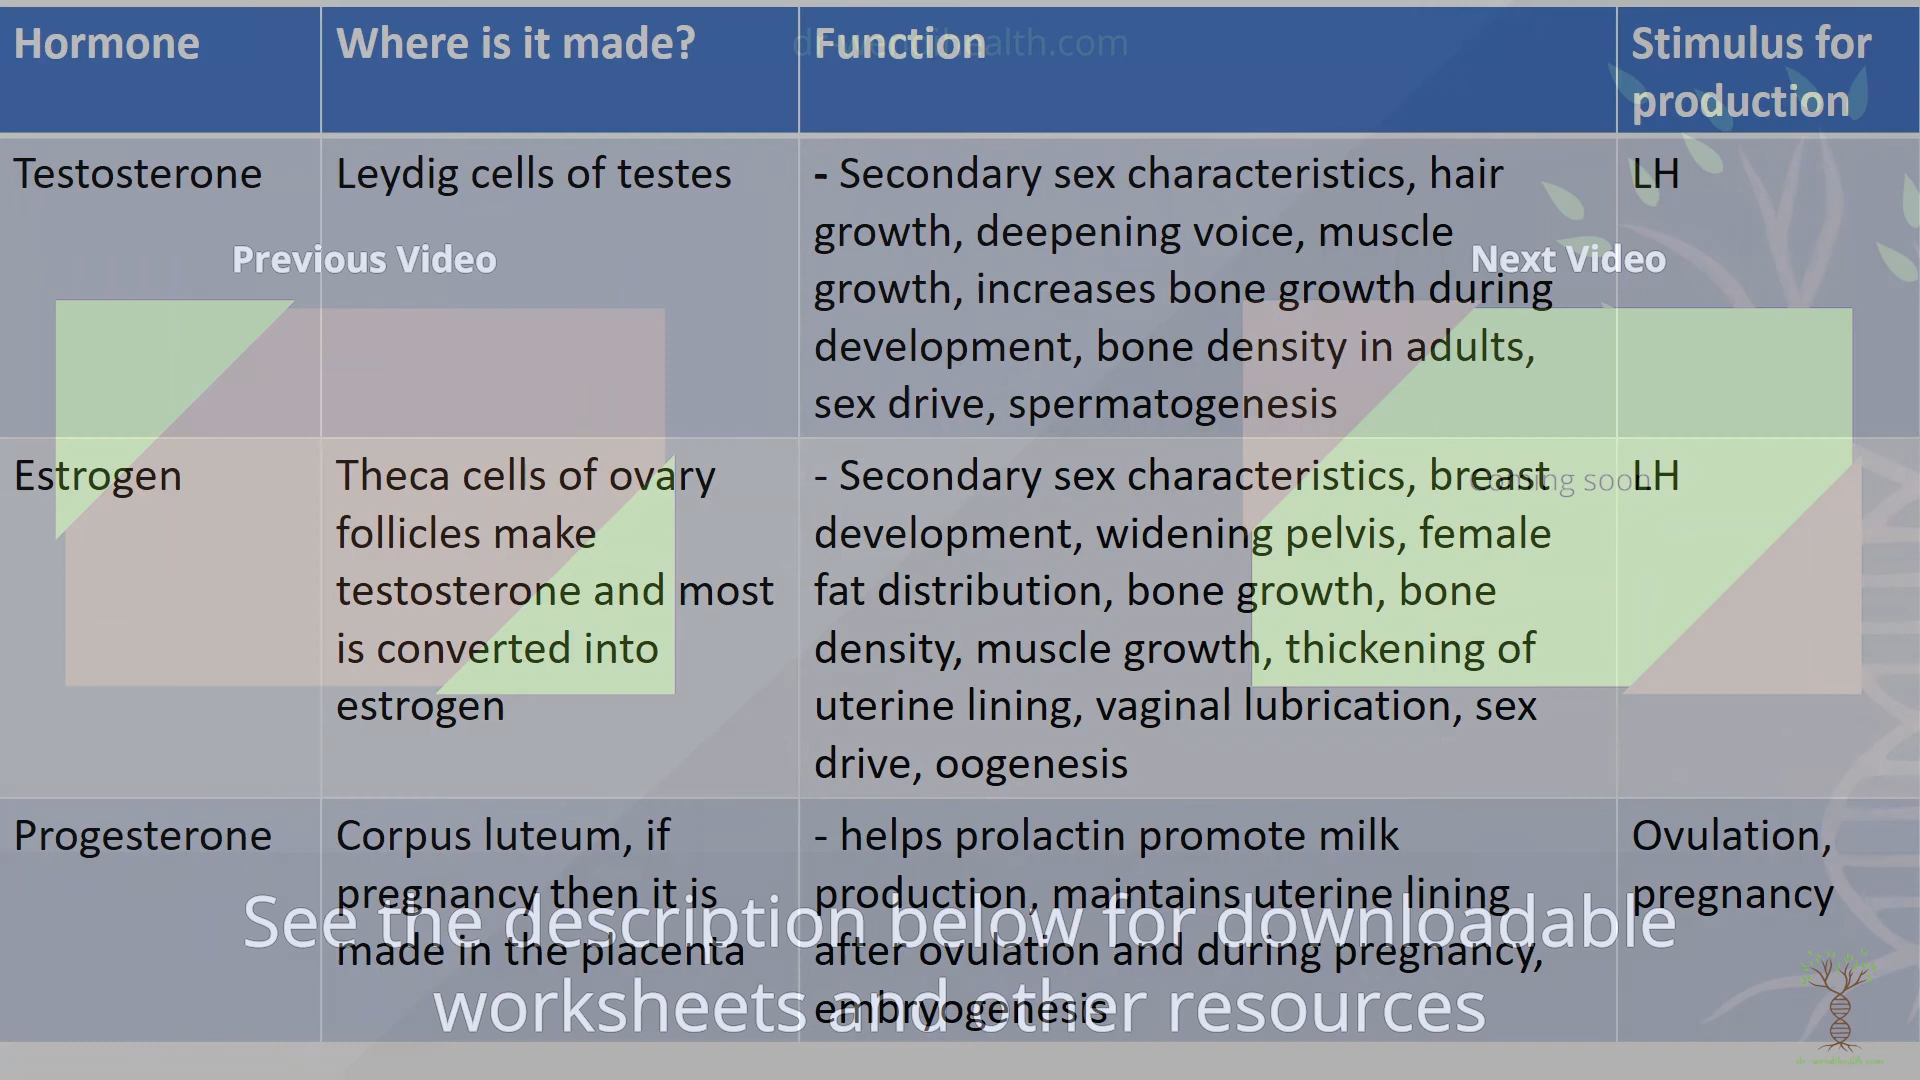 Hormone
Where is it made?
Function
Stimulus for
production
Testosterone
Leydig cells of testes
- Secondary sex characteristics, hair
growth, deepening voice, muscle
growth, increases bone growth during
development, bone density in adults,
sex drive, spermatogenesis
LH
Previous Video
Next Video
Estrogen
Theca cells of ovary
follicles make
testosterone and most
is converted into
estrogen
- Secondary sex characteristics, breast
development, widening pelvis, female
fat distribution, bone growth, bone
density, muscle growth, thickening of
uterine lining, vaginal lubrication, sex
drive, oogenesis
LH
Coming soon
Progesterone
Corpus luteum, if
pregnancy then it is
made in the placenta
- helps prolactin promote milk
production, maintains uterine lining
after ovulation and during pregnancy,
embryogenesis
Ovulation,
pregnancy
See the description below for downloadable
worksheets and other resources